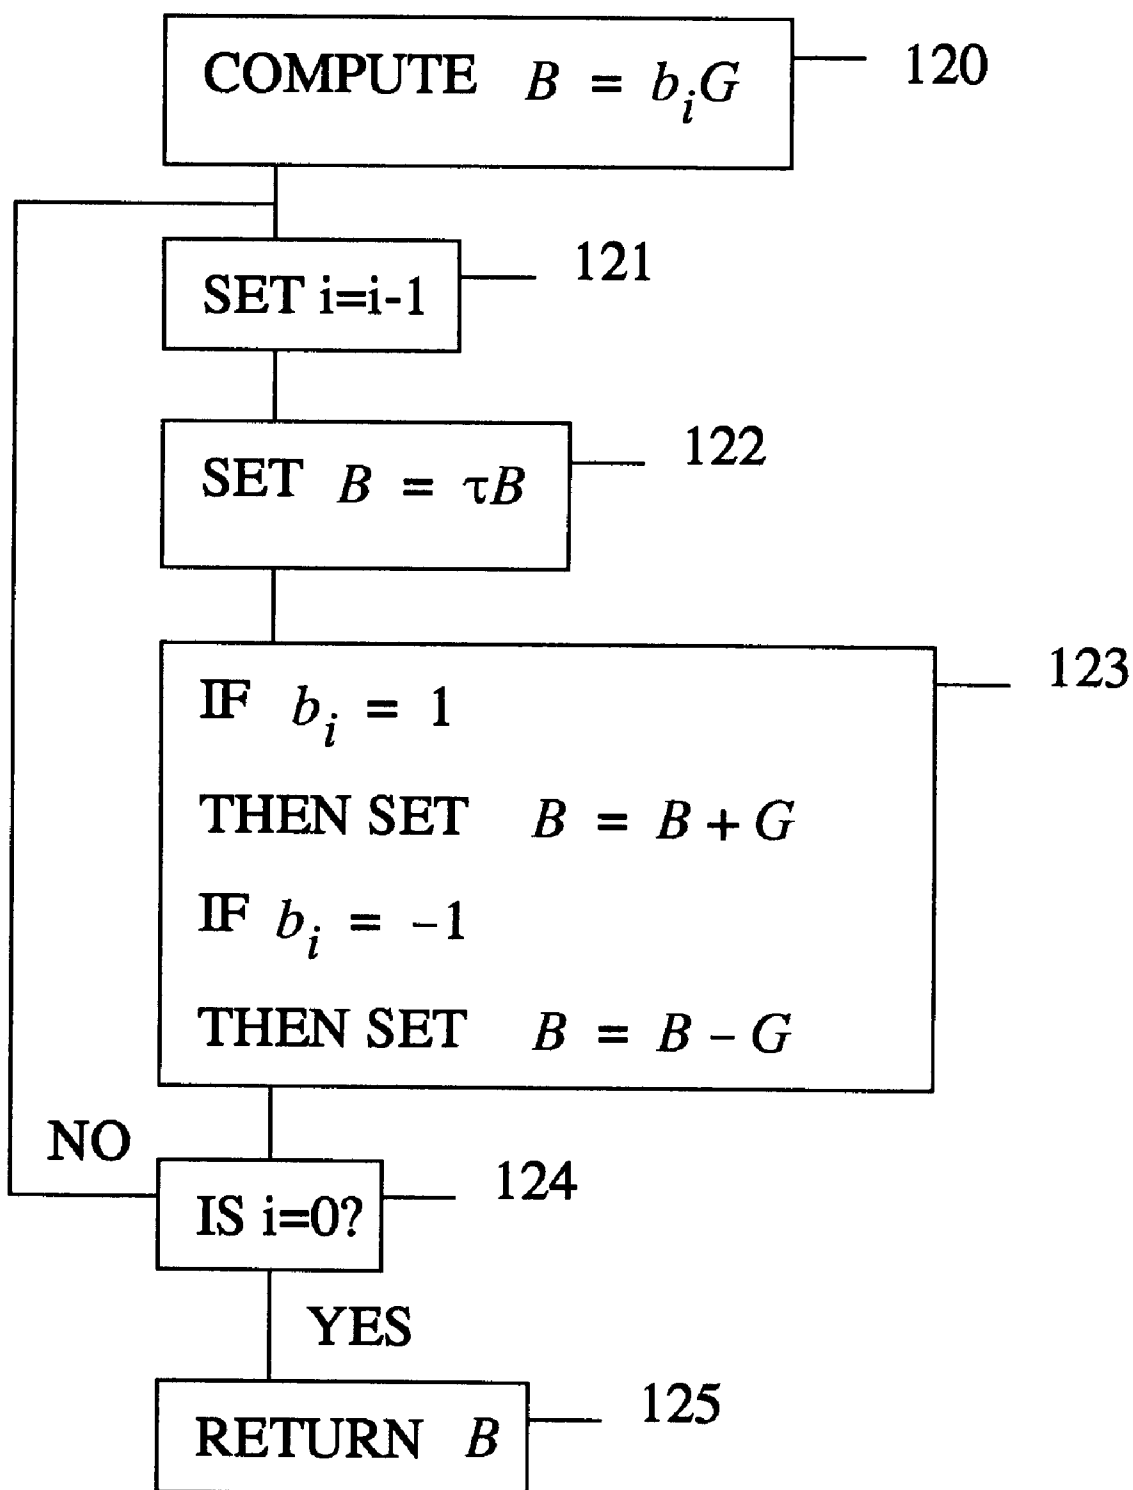 COMPUTE B = b_i G 120
SET i=i-1 121
SET B = τB 122
IF b_i = 1 123
THEN SET B = B + G
IF b_i = -1
THEN SET B = B – G
NO
IS i=0? 124
YES
RETURN B 125